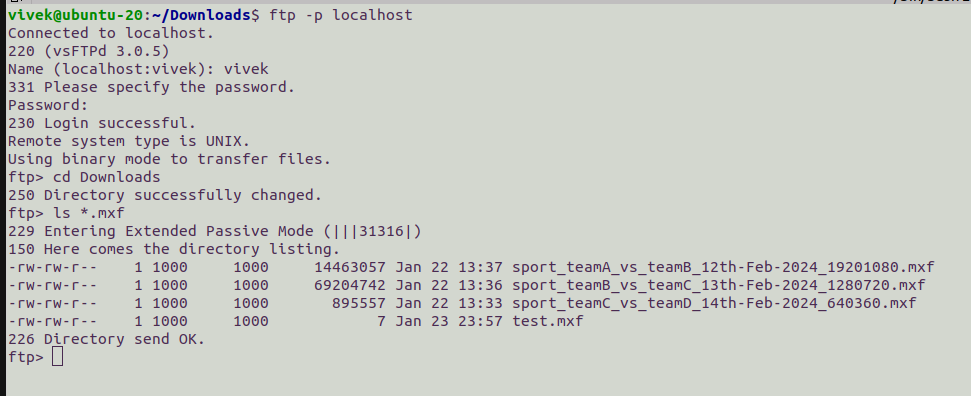 vivek@ubuntu-20:~/Downloads$ ftp -p localhost
Connected to localhost.
220 (vsFTPd 3.0.5)
Name (localhost:vivek): vivek
331 Please specify the password.
Password:
230 Login successful.
Remote system type is UNIX.
Using binary mode to transfer files.
ftp> cd Downloads
250 Directory successfully changed.
ftp> ls *.mxf
229 Entering Extended Passive Mode (|||31316|)
150 Here comes the directory listing.
-rw-rw-r--    1 1000     1000     14463057 Jan 22 13:37 sport_teamA_vs_teamB_12th-Feb-2024_19201080.mxf
-rw-rw-r--    1 1000     1000     69204742 Jan 22 13:36 sport_teamB_vs_teamC_13th-Feb-2024_1280720.mxf
-rw-rw-r--    1 1000     1000       895557 Jan 22 13:33 sport_teamC_vs_teamD_14th-Feb-2024_640360.mxf
-rw-rw-r--    1 1000     1000            7 Jan 23 23:57 test.mxf
226 Directory send OK.
ftp>